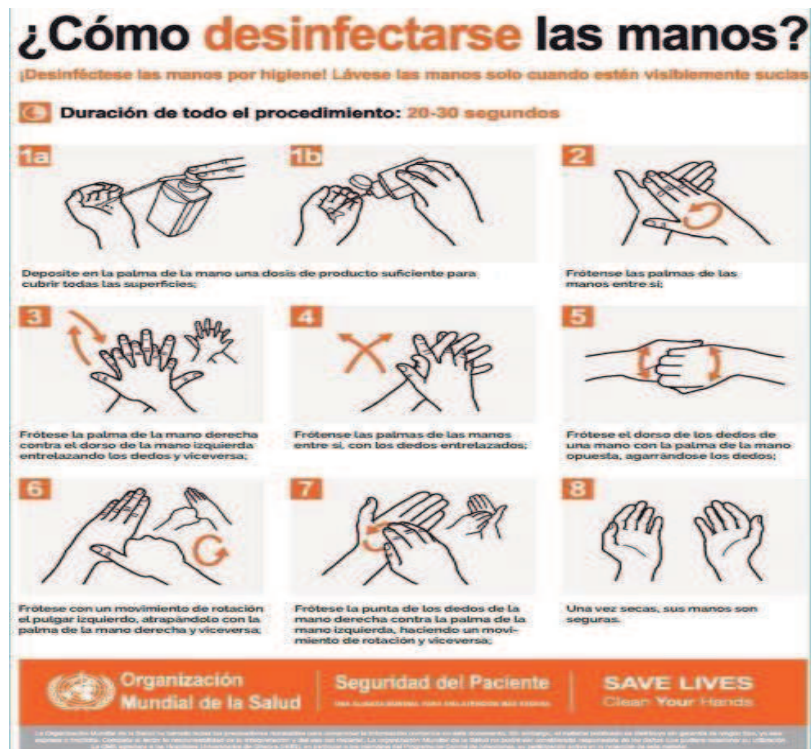 ¿Cómo desinfectarse las manos?
¡Desinféctese las manos por higiene! Lávese las manos solo cuando estén visiblemente sucias
Duración de todo el procedimiento: 20-30 segundos
1a
1b
2
Deposite en la palma de la mano una dosis de producto suficiente para
cubrir todas las superficies;
Frótense las palmas de las
manos entre sí;
3
4
5
Frótese la palma de la mano derecha
contra el dorso de la mano izquierda
entrelazando los dedos y viceversa;
Frótense las palmas de las manos
entre sí, con los dedos entrelazados;
Frótese el dorso de los dedos de
una mano con la palma de la mano
opuesta, agarrándose los dedos;
6
7
8
Frótese con un movimiento de rotación
el pulgar izquierdo, atrapándolo con la
palma de la mano derecha y viceversa;
Frótese la punta de los dedos de la
mano derecha contra la palma de la
mano izquierda, haciendo un movi-
miento de rotación y viceversa;
Una vez secas, sus manos son
seguras.
Organización
Mundial de la Salud
Seguridad del Paciente
UNA ALIANZA MUNDIAL PARA UNA ATENCIÓN MÁS SEGURA
SAVE LIVES
Clean Your Hands